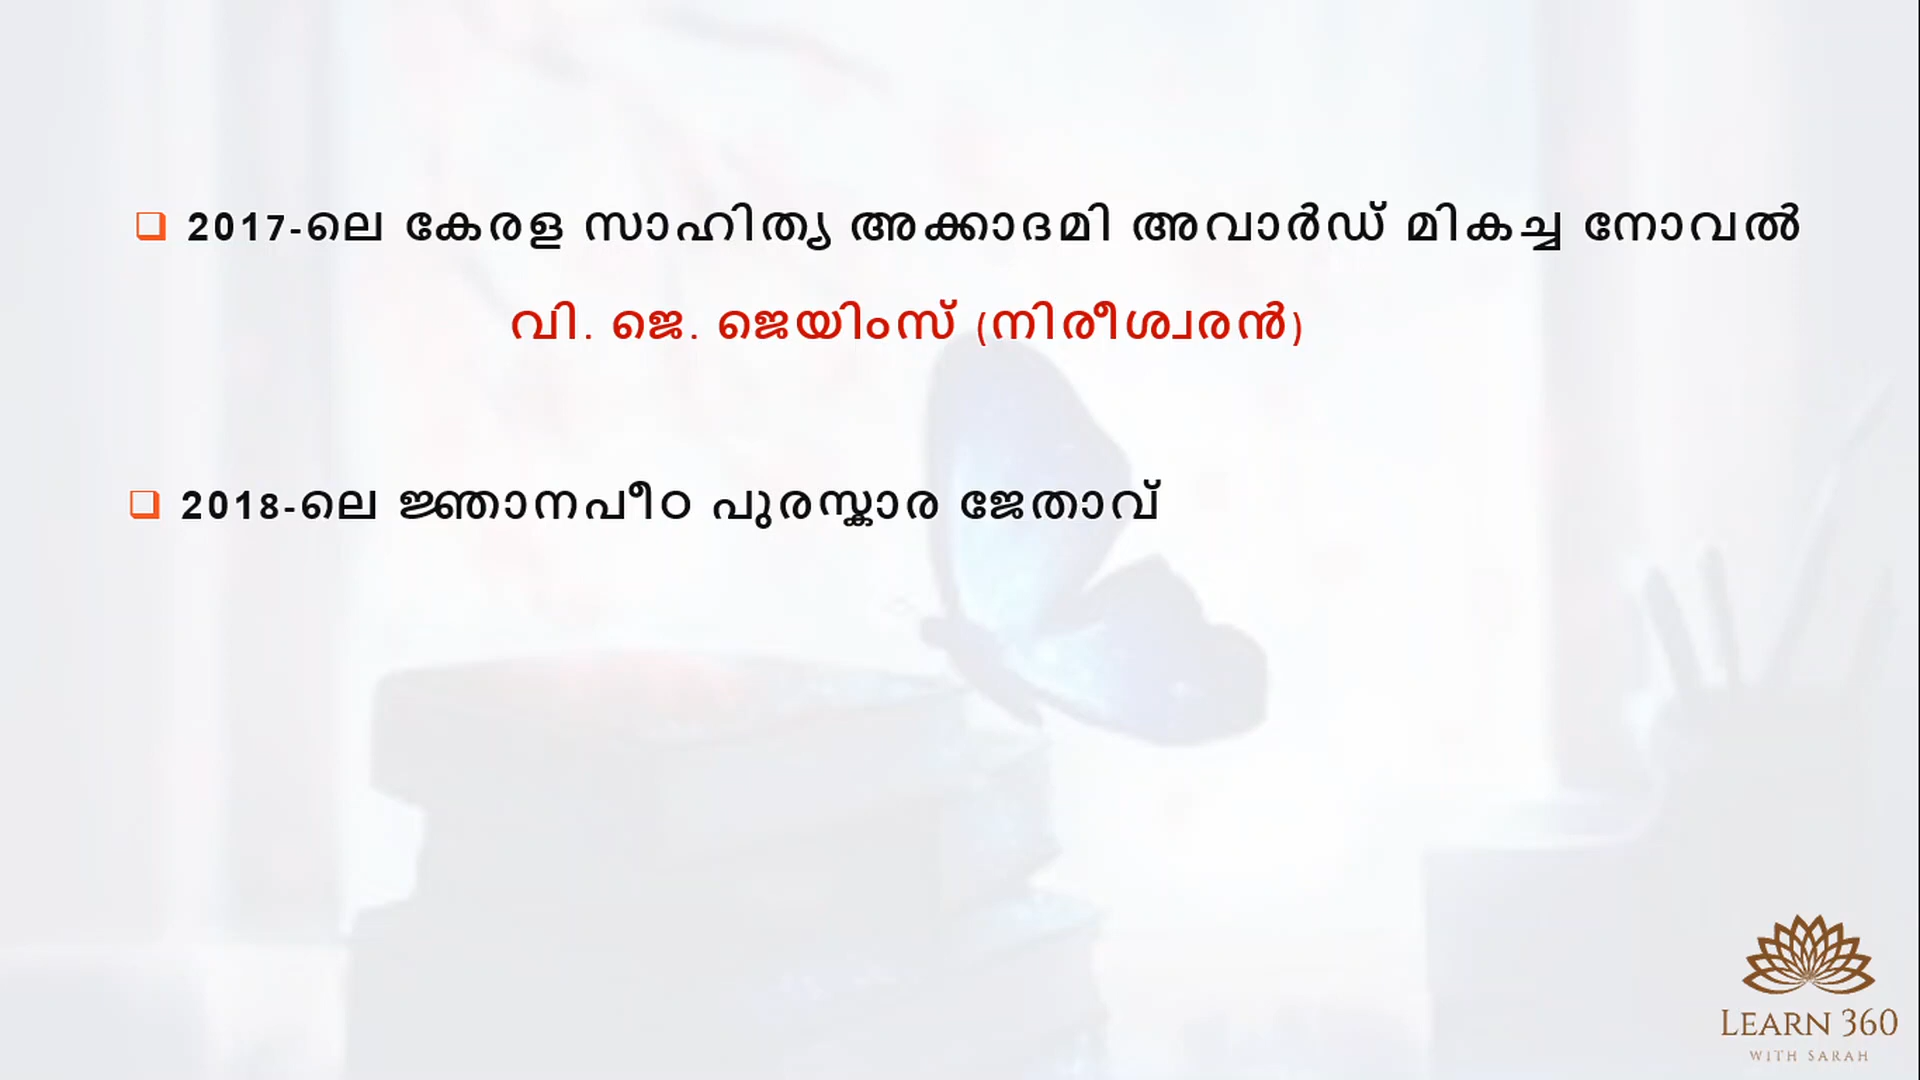 2017-ലെ കേരള സാഹിത്യ അക്കാദമി അവാർഡ് മികച്ച നോവൽ
വി. ജെ. ജെയിംസ് (നിരീശ്വരൻ)
2018-ലെ ജ്ഞാനപീഠ പുരസ്കാര ജേതാവ്
LEARN 360
WITH SARAH